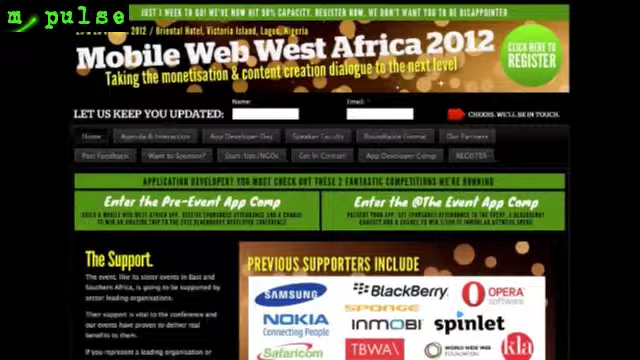 m pulse
JUST 1 WEEK TO GO! WE'VE NOW HIT 90% CAPACITY. REGISTER NOW, WE DON'T WANT YOU TO BE DISAPPOINTED
2012 / Oriental Hotel, Victoria Island, Lagos, Nigeria
Mobile Web West Africa 2012
Taking the monetisation & content creation dialogue to the next level
CLICK HERE TO REGISTER
LET US KEEP YOU UPDATED:
Name:
Email:
CHEERS. WE'LL BE IN TOUCH.
Home
Agenda & Interaction
App Developer Day
Speaker Faculty
Roundtable Format
Our Partners
Past Feedback
Want to Sponsor?
Start-Ups/NGOs
Get In Contact
App Developer Comp
REGISTER
APPLICATION DEVELOPER? YOU MUST CHECK OUT THESE 2 FANTASTIC COMPETITIONS WE'RE RUNNING
Enter the Pre-Event App Comp
Enter the @The Event App Comp
The Support.
The event, like its sister events in East and
Southern Africa, is going to be supported by
sector leading organisations.
Their support is vital to the conference and
our events have proven to deliver real
benefits to them.
If you represent a leading organisation or
PREVIOUS SUPPORTERS INCLUDE
SAMSUNG
BlackBerry
OPERA
software
NOKIA
Connecting People
SPONGE
INMOBI
spinlet
Safaricom
TBWA\
WORLD WIDE WEB
FOUNDATION
kla